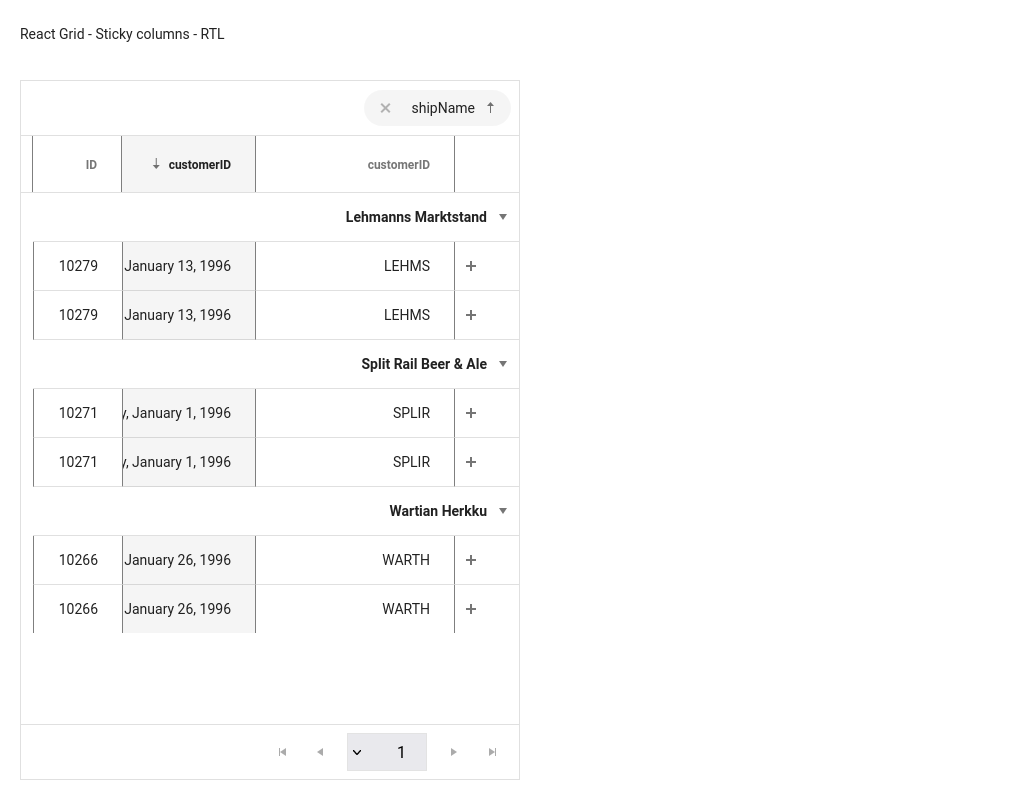 React Grid - Sticky columns - RTL
shipName
ID customerID customerID
Lehmanns Marktstand
10279 January 13, 1996 LEHMS
10279 January 13, 1996 LEHMS
Split Rail Beer & Ale
10271 y, January 1, 1996 SPLIR
10271 y, January 1, 1996 SPLIR
Wartian Herkku
10266 January 26, 1996 WARTH
10266 January 26, 1996 WARTH
1